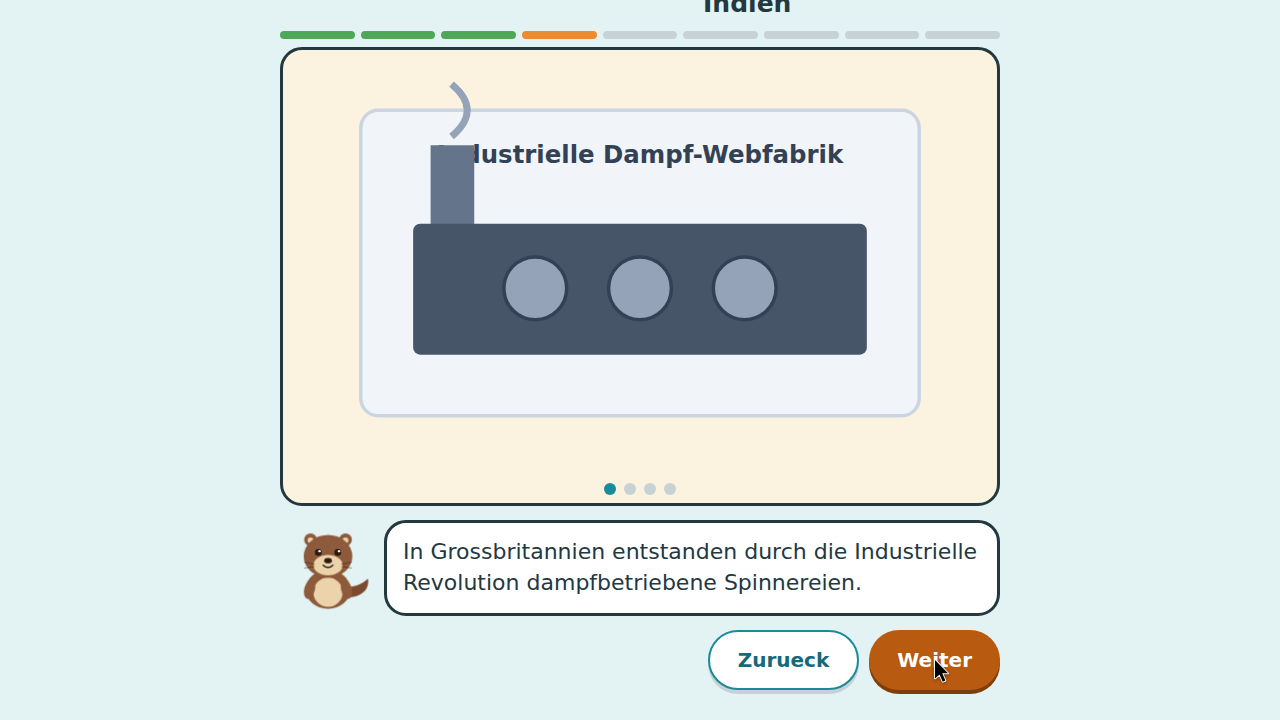 Indien
Industrielle Dampf-Webfabrik
In Grossbritannien entstanden durch die Industrielle
Revolution dampfbetriebene Spinnereien.
Zurueck
Weiter